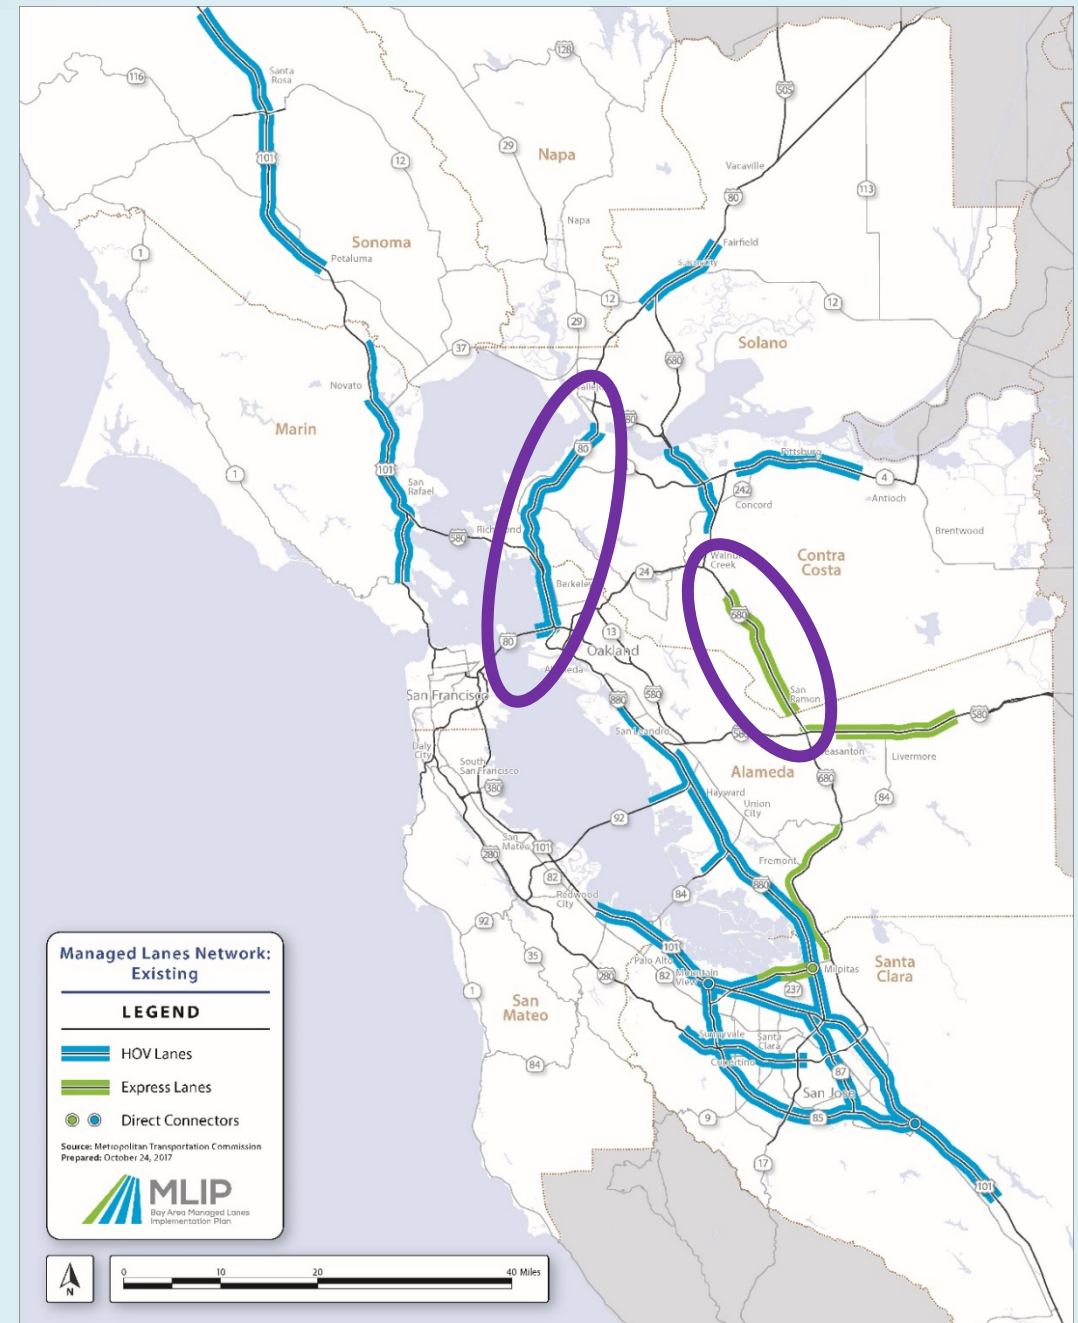 128
Santa
Rosa
116
505
29
Napa
101
12
Vacaville
80
113
Napa
Sonoma
Fairfield
1
Petaluma
12
12
29
37
Solano
680
Novato
Marin
80
Pittsburg
101
1
San
Rafael
242
4
Antioch
Concord
580
Brentwood
Contra
Costa
24
Berkeley
680
13
80
Oakland
San
Ramon
San Francisco
880
580
580
San Leandro
Pleasanton
Livermore
Daly
City
South
San Francisco
380
Alameda
680
Hayward
84
Union
City
92
San
Mateo
101
280
Fremont
82
880
Redwood
City
84
92
101
Palo Alto
35
82
Mountain
View
Milpitas
Santa
Clara
280
237
1
San
Mateo
Sunnyvale
Santa
Clara
Cupertino
84
87
San Jose
9
85
17
101
Managed Lanes Network:
Existing
LEGEND
HOV Lanes
Express Lanes
Direct Connectors
Source: Metropolitan Transportation Commission
Prepared: October 24, 2017
MLIP
Bay Area Managed Lanes
Implementation Plan
N
0 10 20 40 Miles